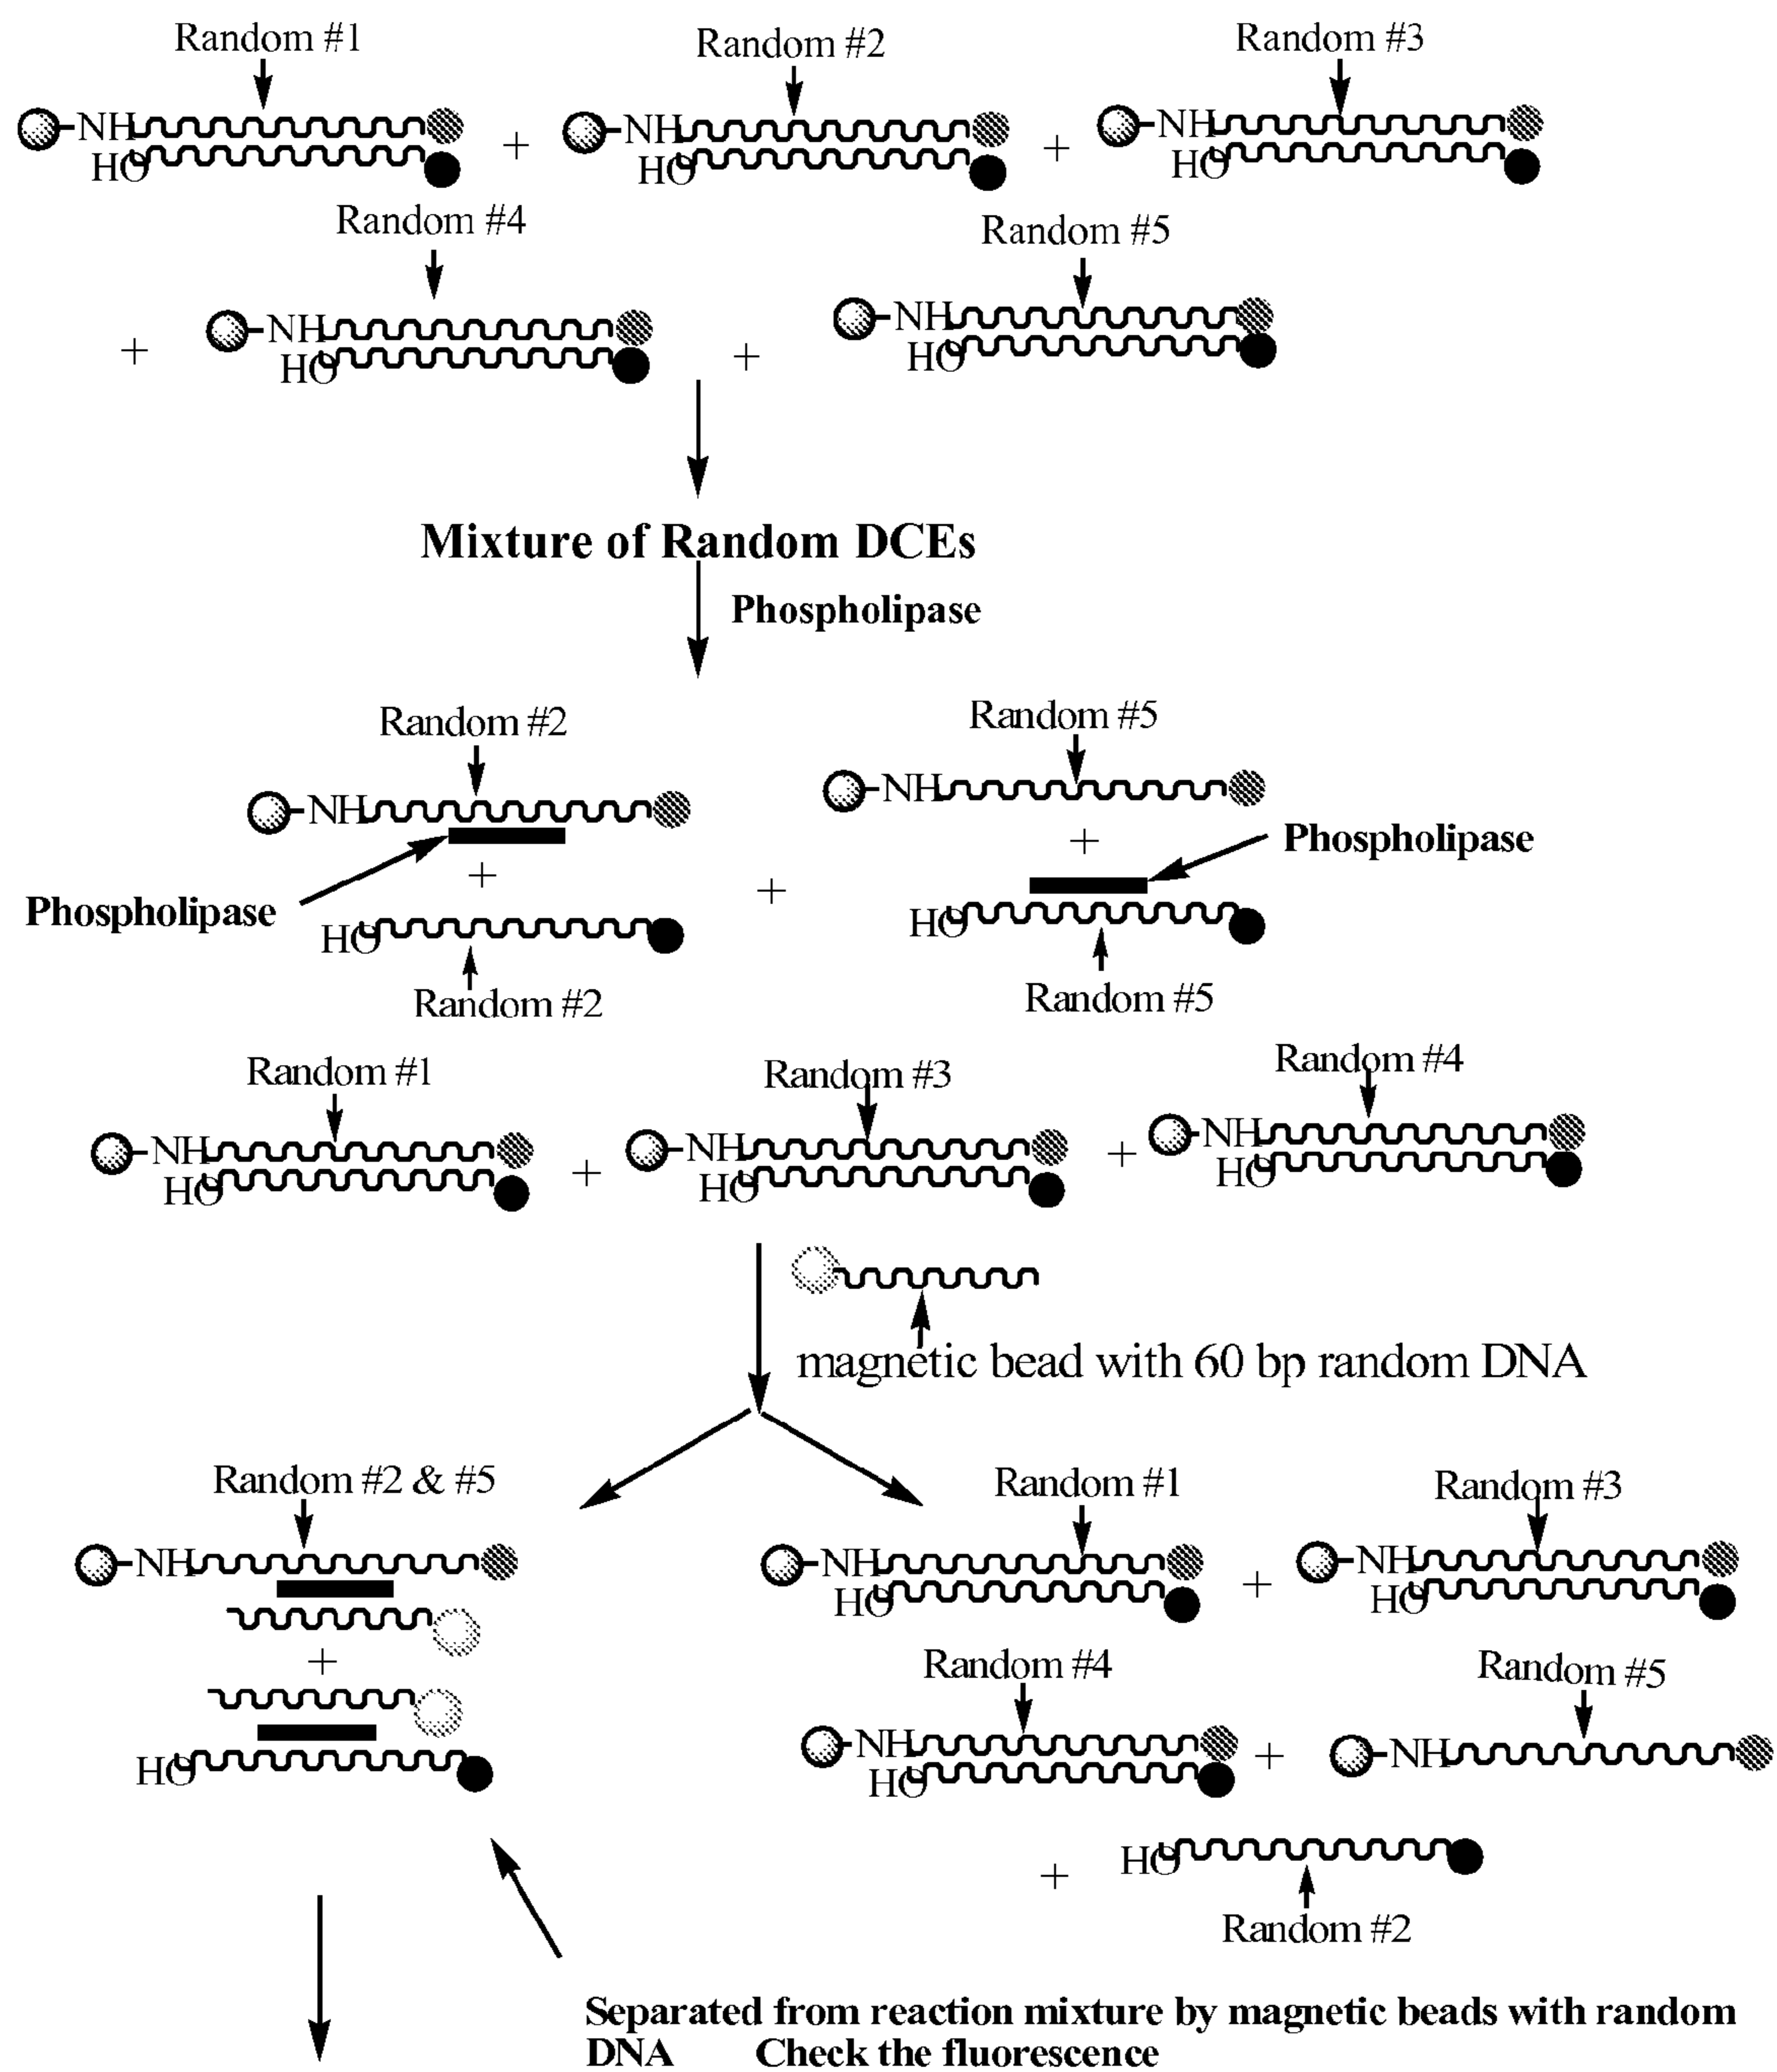 Random #1
Random #2
Random #3
NH
HO
+
NH
HO
+
NH
HO
Random #4
Random #5
+
NH
HO
+
NH
HO
Mixture of Random DCEs
Phospholipase
Random #2
Random #5
NH
NH
+
Phospholipase
+
+
Phospholipase
HO
HO
Random #2
Random #5
Random #1
Random #3
Random #4
NH
HO
+
NH
HO
+
NH
HO
magnetic bead with 60 bp random DNA
Random #2 & #5
NH
+
HO
Random #1
Random #3
NH
HO
+
NH
HO
Random #4
Random #5
NH
HO
+
NH
+
HO
Random #2
Separated from reaction mixture by magnetic beads with random
DNA Check the fluorescence